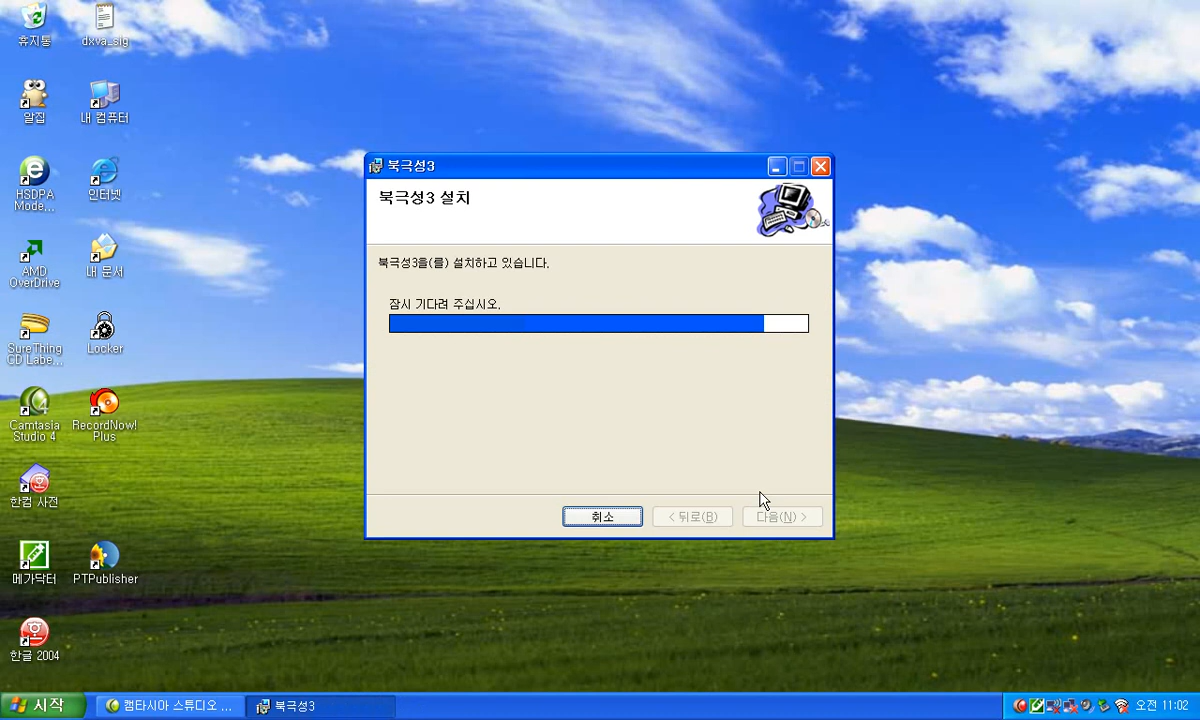 휴지통
dxva_sig
알집
내 컴퓨터
HSDPA
Mode...
인터넷
AMD
OverDrive
내 문서
SureThing
CD Labe...
Locker
Camtasia
Studio 4
RecordNow!
Plus
한컴 사전
메가닥터
PTPublisher
한글 2004
북극성3
북극성3 설치
북극성3을(를) 설치하고 있습니다.
잠시 기다려 주십시오.
취소
< 뒤로(B)
다음(N) >
시작
캠타시아 스튜디오 ...
북극성3
오전 11:02